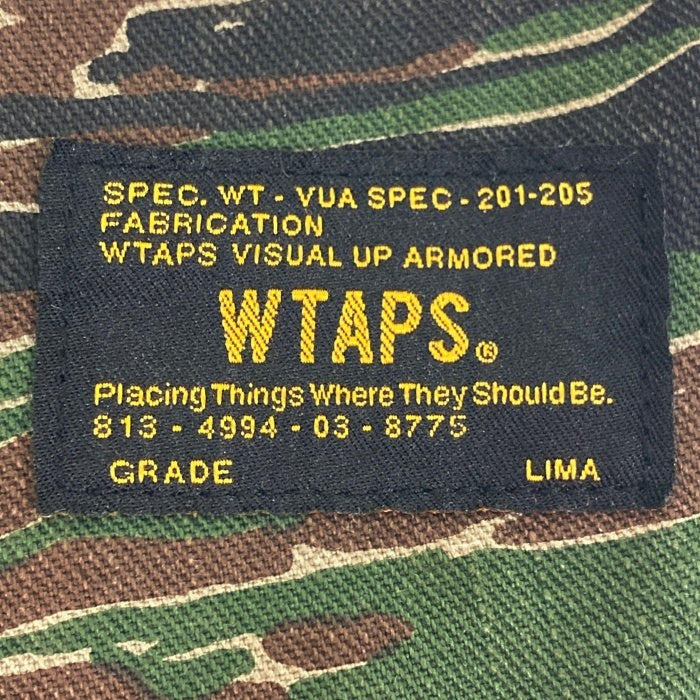 SPEC. WT - VUA SPEC - 201-205
FABRICATION
WTAPS VISUAL UP ARMORED
WTAPS®
Placing Things Where They Should Be.
813 - 4994 - 03 - 8775
GRADE LIMA